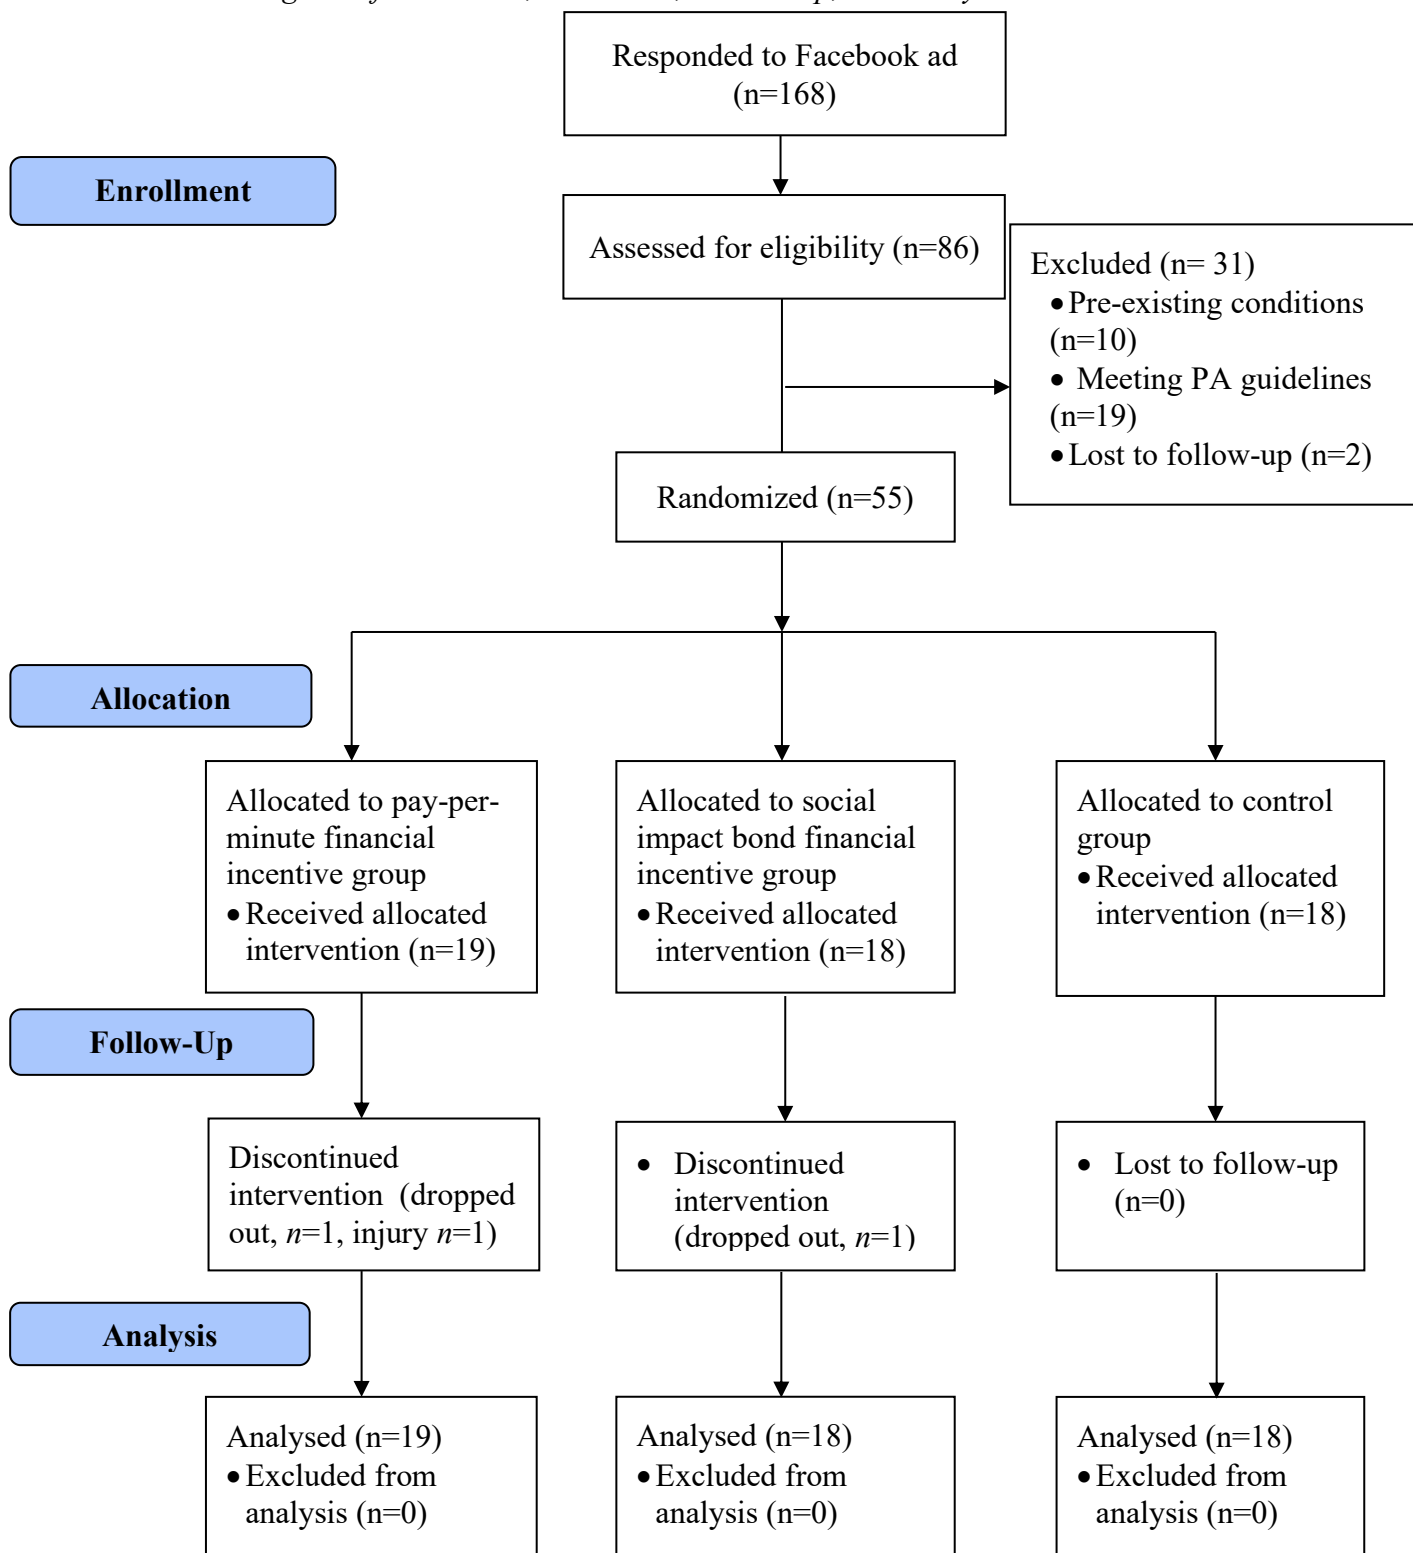 Responded to Facebook ad
(n=168)
Enrollment
Assessed for eligibility (n=86)
Excluded (n= 31)
•Pre-existing conditions
(n=10)
• Meeting PA guidelines
(n=19)
•Lost to follow-up (n=2)
Randomized (n=55)
Allocation
Allocated to pay-per-
minute financial
incentive group
•Received allocated
intervention (n=19)
Allocated to social
impact bond financial
incentive group
•Received allocated
intervention (n=18)
Allocated to control
group
•Received allocated
intervention (n=18)
Follow-Up
Discontinued
intervention (dropped
out, n=1, injury n=1)
• Discontinued
intervention
(dropped out, n=1)
• Lost to follow-up
(n=0)
Analysis
Analysed (n=19)
•Excluded from
analysis (n=0)
Analysed (n=18)
•Excluded from
analysis (n=0)
Analysed (n=18)
•Excluded from
analysis (n=0)